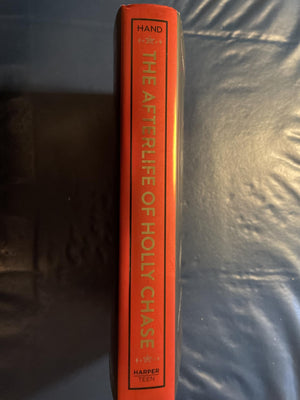 HAND
THE AFTERLIFE OF HOLLY CHASE
HARPER
TEEN